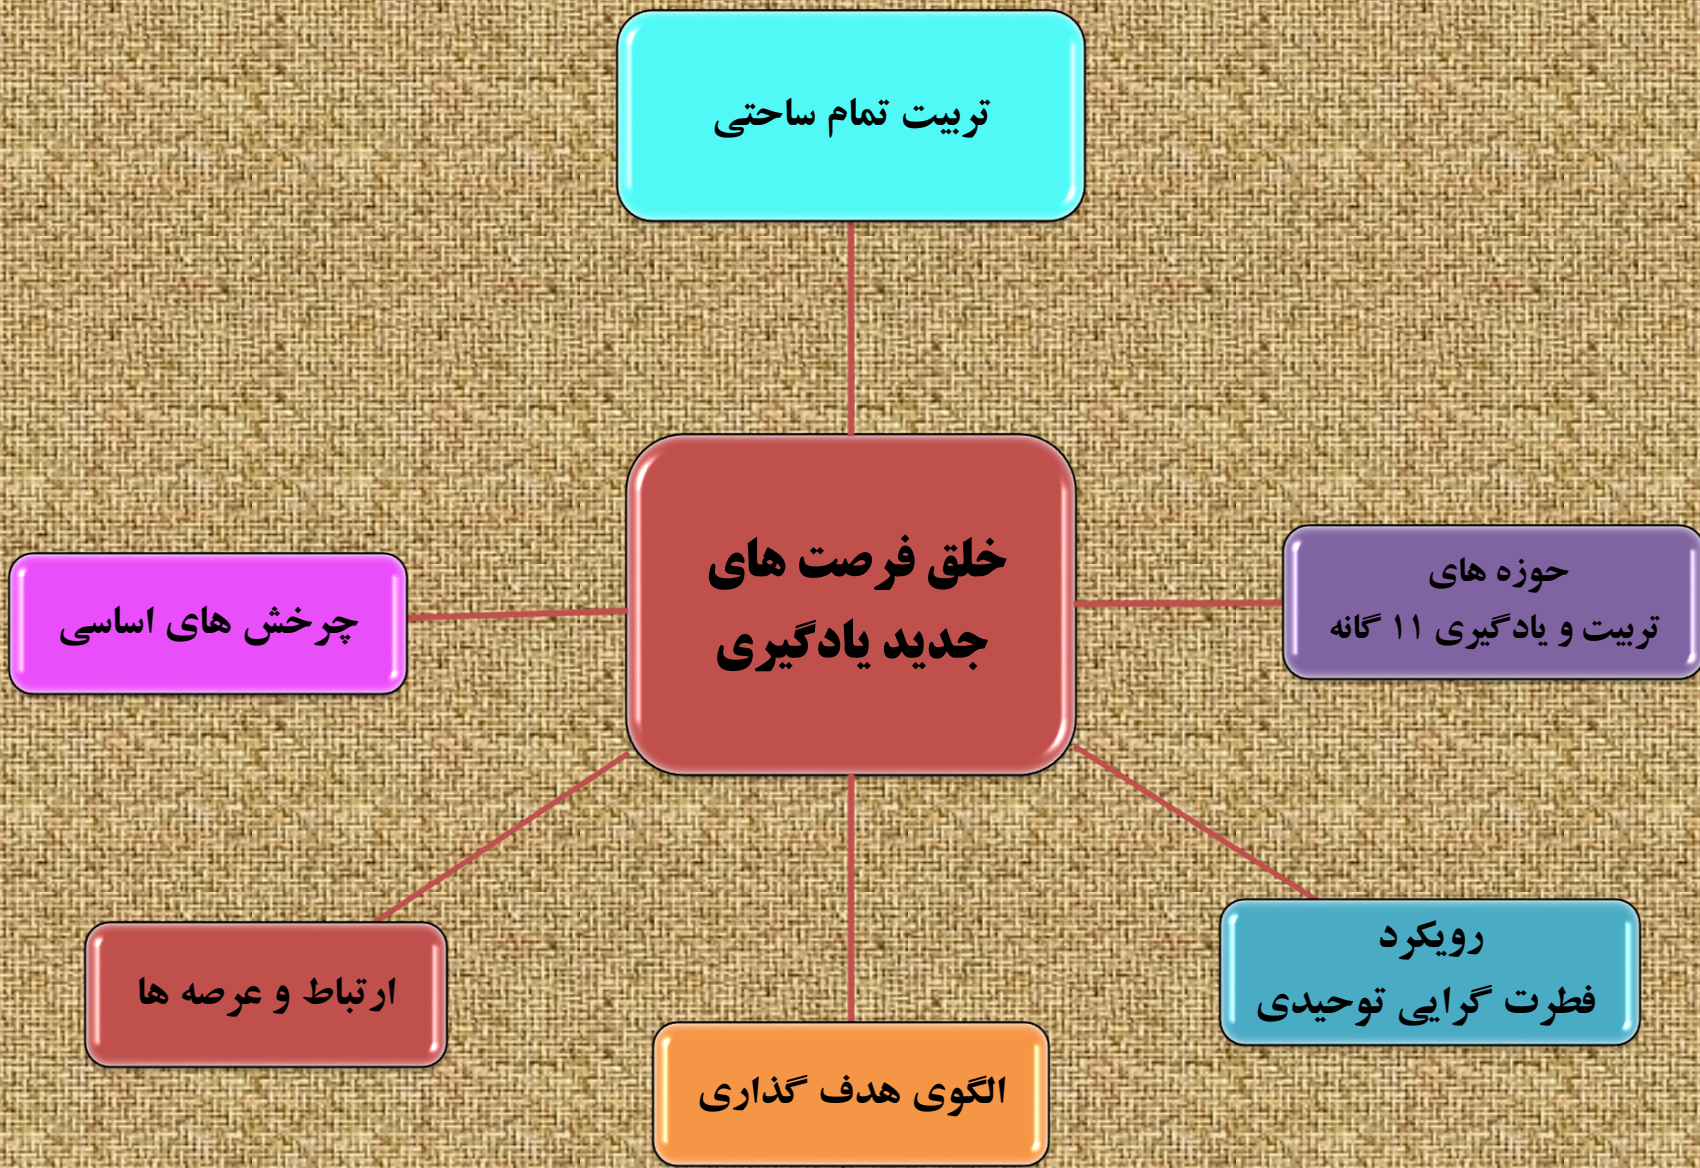 تربیت تمام ساحتی
خلق فرصت های
جدید یادگیری
حوزه های
تربیت و یادگیری ۱۱ گانه
چرخش های اساسی
رویکرد
فطرت گرایی توحیدی
ارتباط و عرصه ها
الگوی هدف گذاری